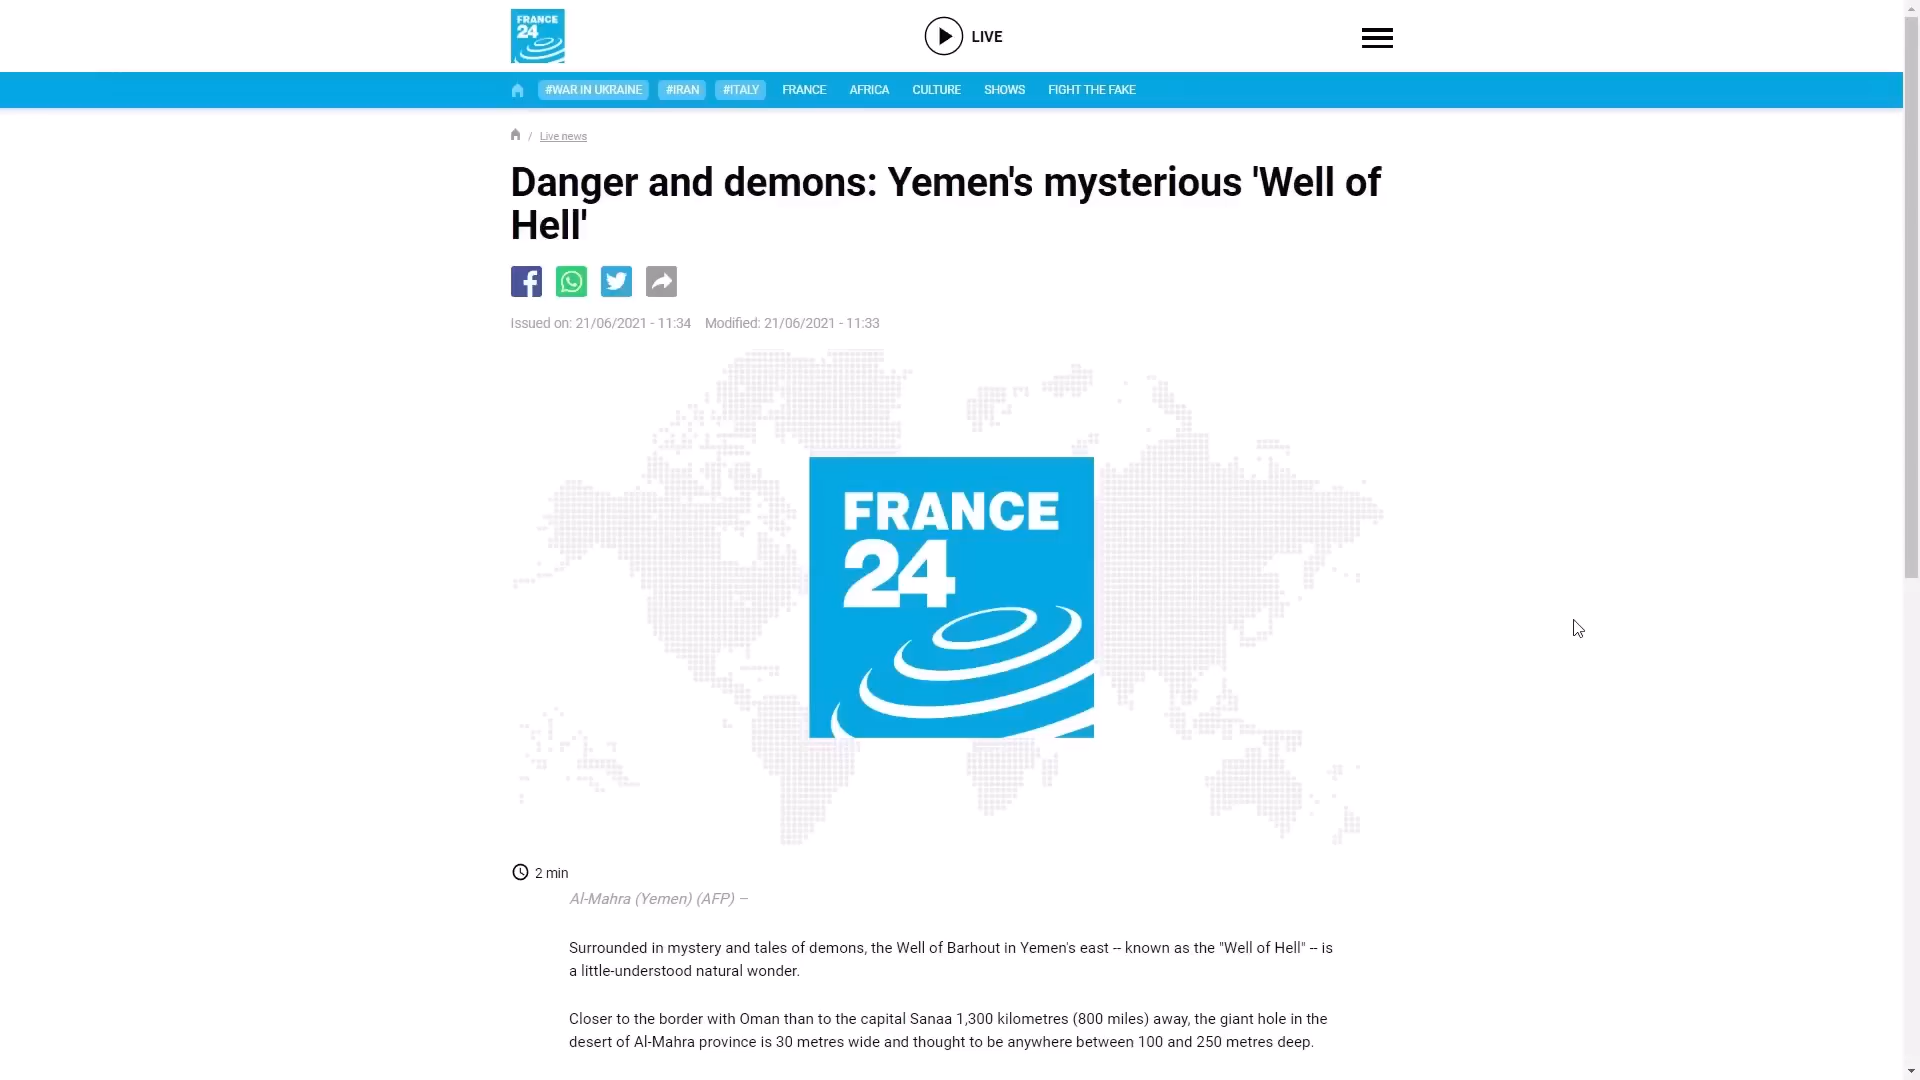 FRANCE
24
LIVE
#WAR IN UKRAINE #IRAN #ITALY FRANCE AFRICA CULTURE SHOWS FIGHT THE FAKE
/ Live news
Danger and demons: Yemen's mysterious 'Well of
Hell'
Issued on: 21/06/2021 - 11:34 Modified: 21/06/2021 - 11:33
FRANCE
24
2 min
Al-Mahra (Yemen) (AFP) –
Surrounded in mystery and tales of demons, the Well of Barhout in Yemen's east -- known as the "Well of Hell" -- is
a little-understood natural wonder.
Closer to the border with Oman than to the capital Sanaa 1,300 kilometres (800 miles) away, the giant hole in the
desert of Al-Mahra province is 30 metres wide and thought to be anywhere between 100 and 250 metres deep.